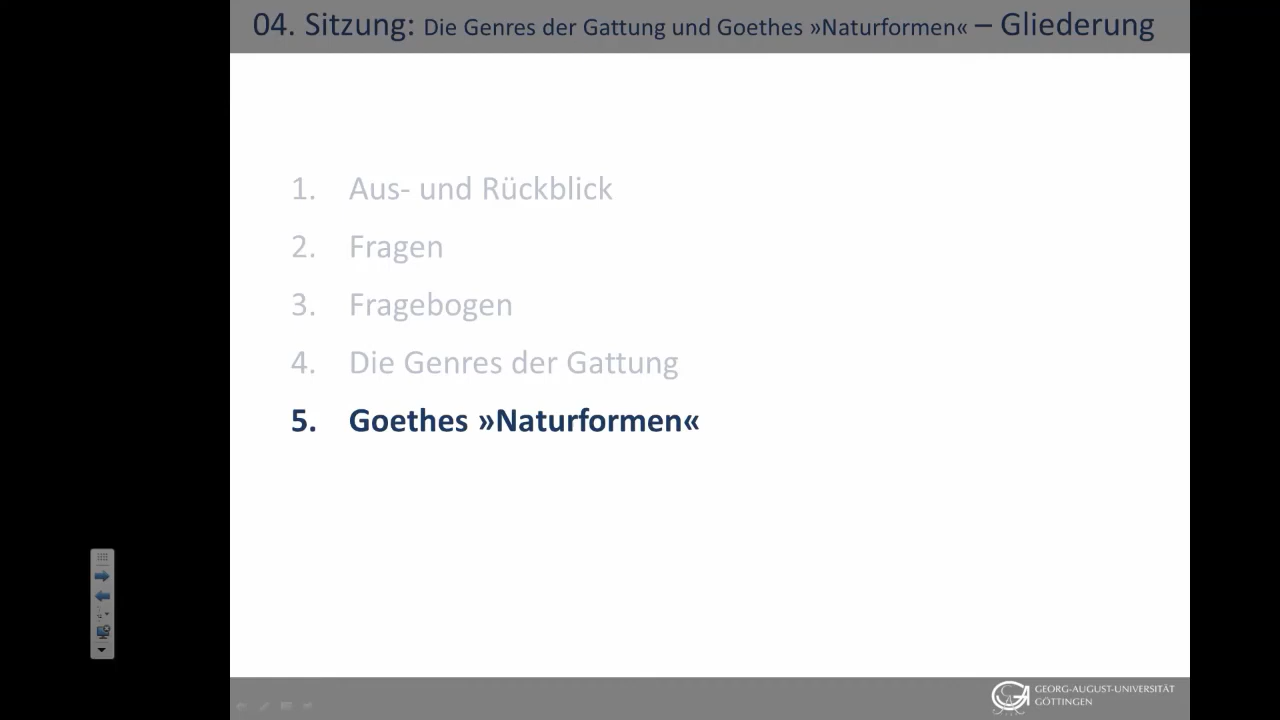 04. Sitzung: Die Genres der Gattung und Goethes »Naturformen« – Gliederung
1. Aus- und Rückblick
2. Fragen
3. Fragebogen
4. Die Genres der Gattung
5. Goethes »Naturformen«
GEORG-AUGUST-UNIVERSITÄT
GÖTTINGEN